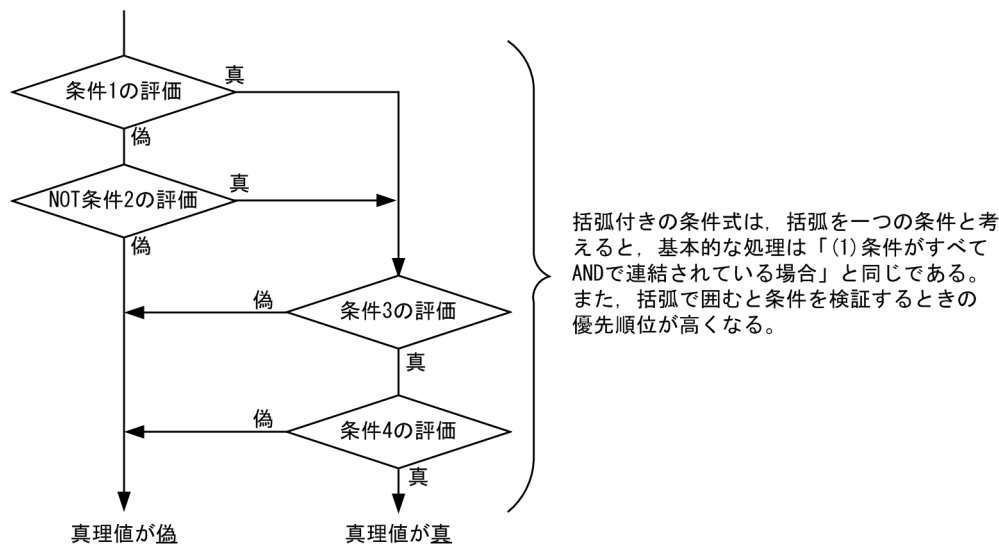 条件1の評価
真
偽
NOT条件2の評価
真
偽
括弧付きの条件式は，括弧を一つの条件と考
えると，基本的な処理は「(1)条件がすべて
ANDで連結されている場合」と同じである。
また，括弧で囲むと条件を検証するときの
優先順位が高くなる。
偽
条件3の評価
真
偽
条件4の評価
真
真理値が偽
真理値が真